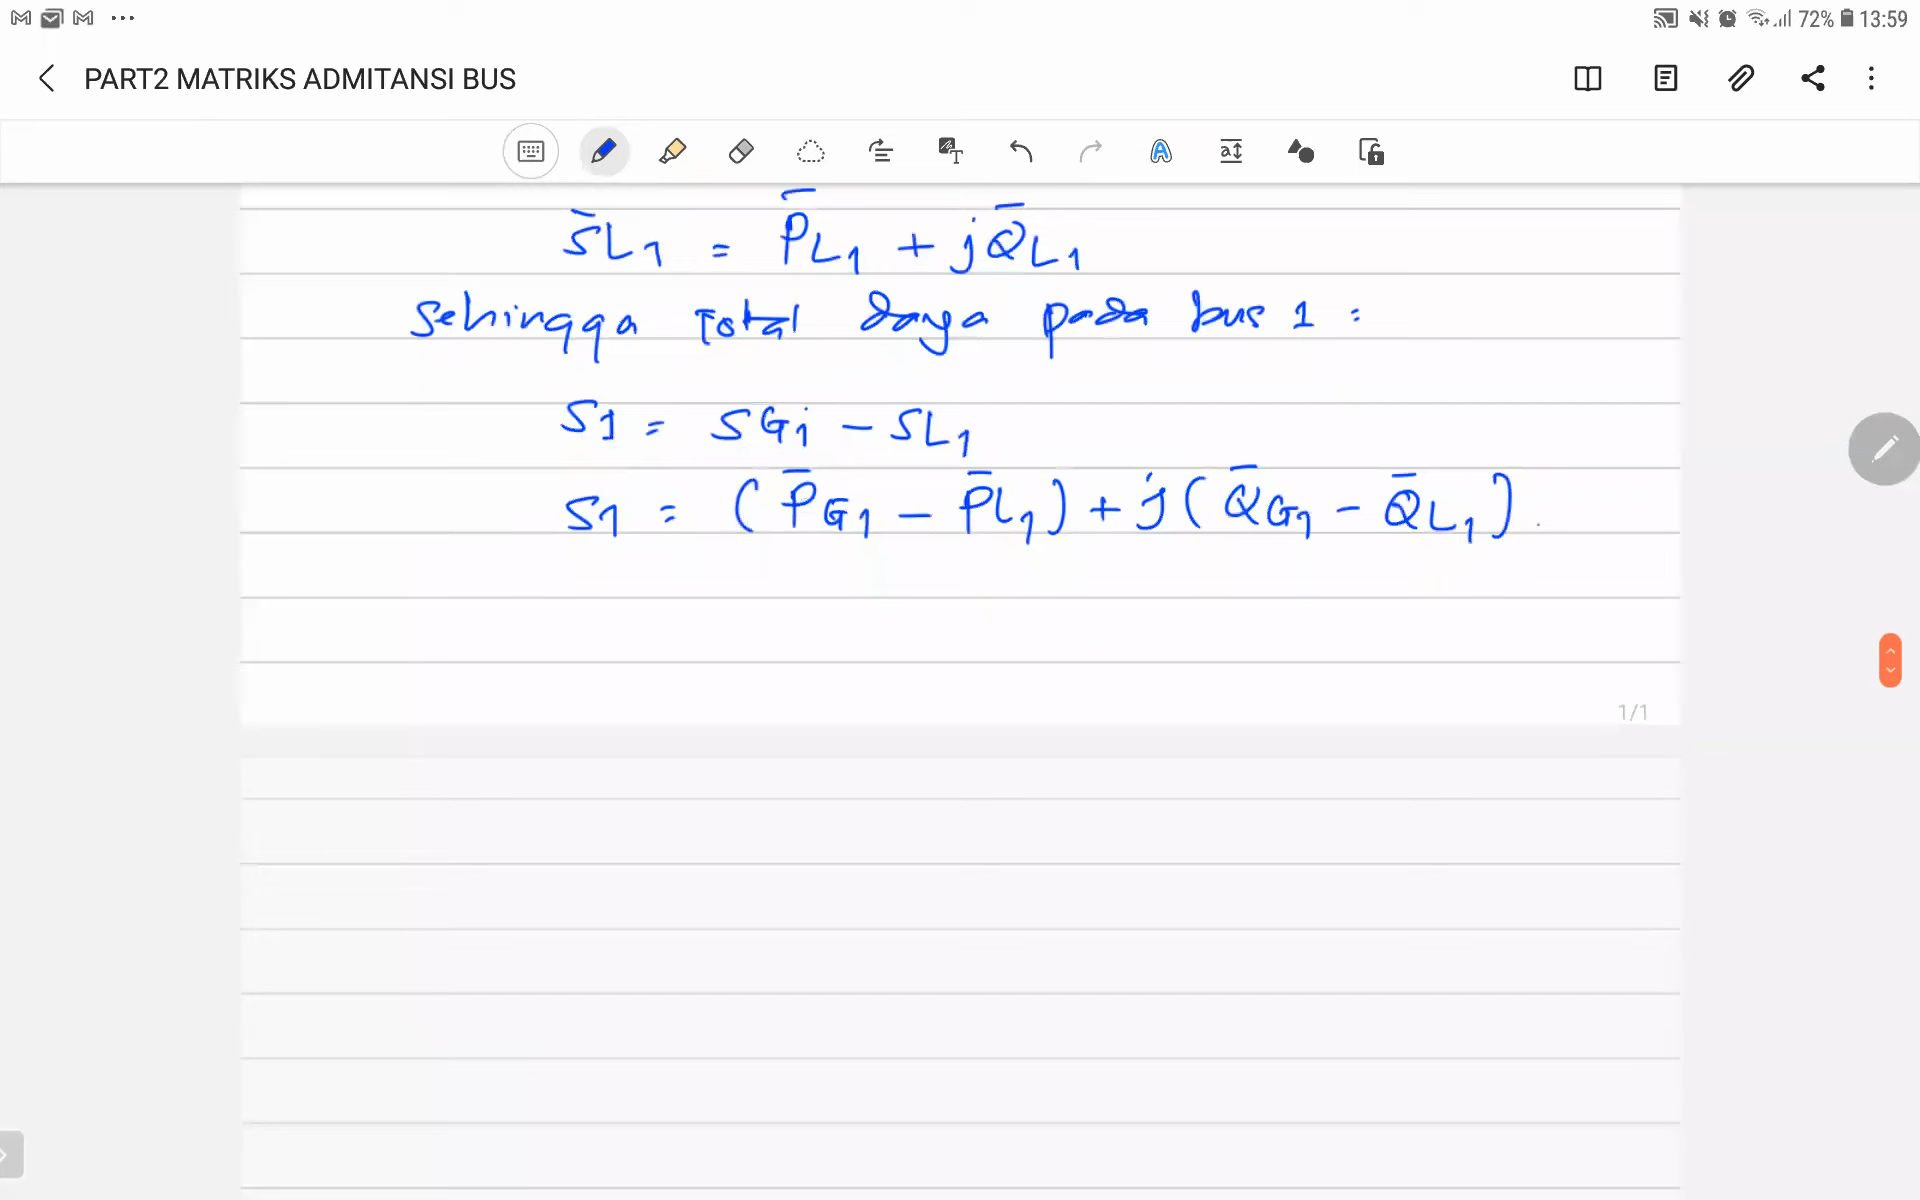 72% 13:59
PART2 MATRIKS ADMITANSI BUS
S̄L1 = P̄L1 + jQ̄L1
Sehingga total daya pada bus 1 :
S1 = SG1 - SL1
S1 = (P̄G1 - P̄L1) + j(Q̄G1 - Q̄L1).
1/1